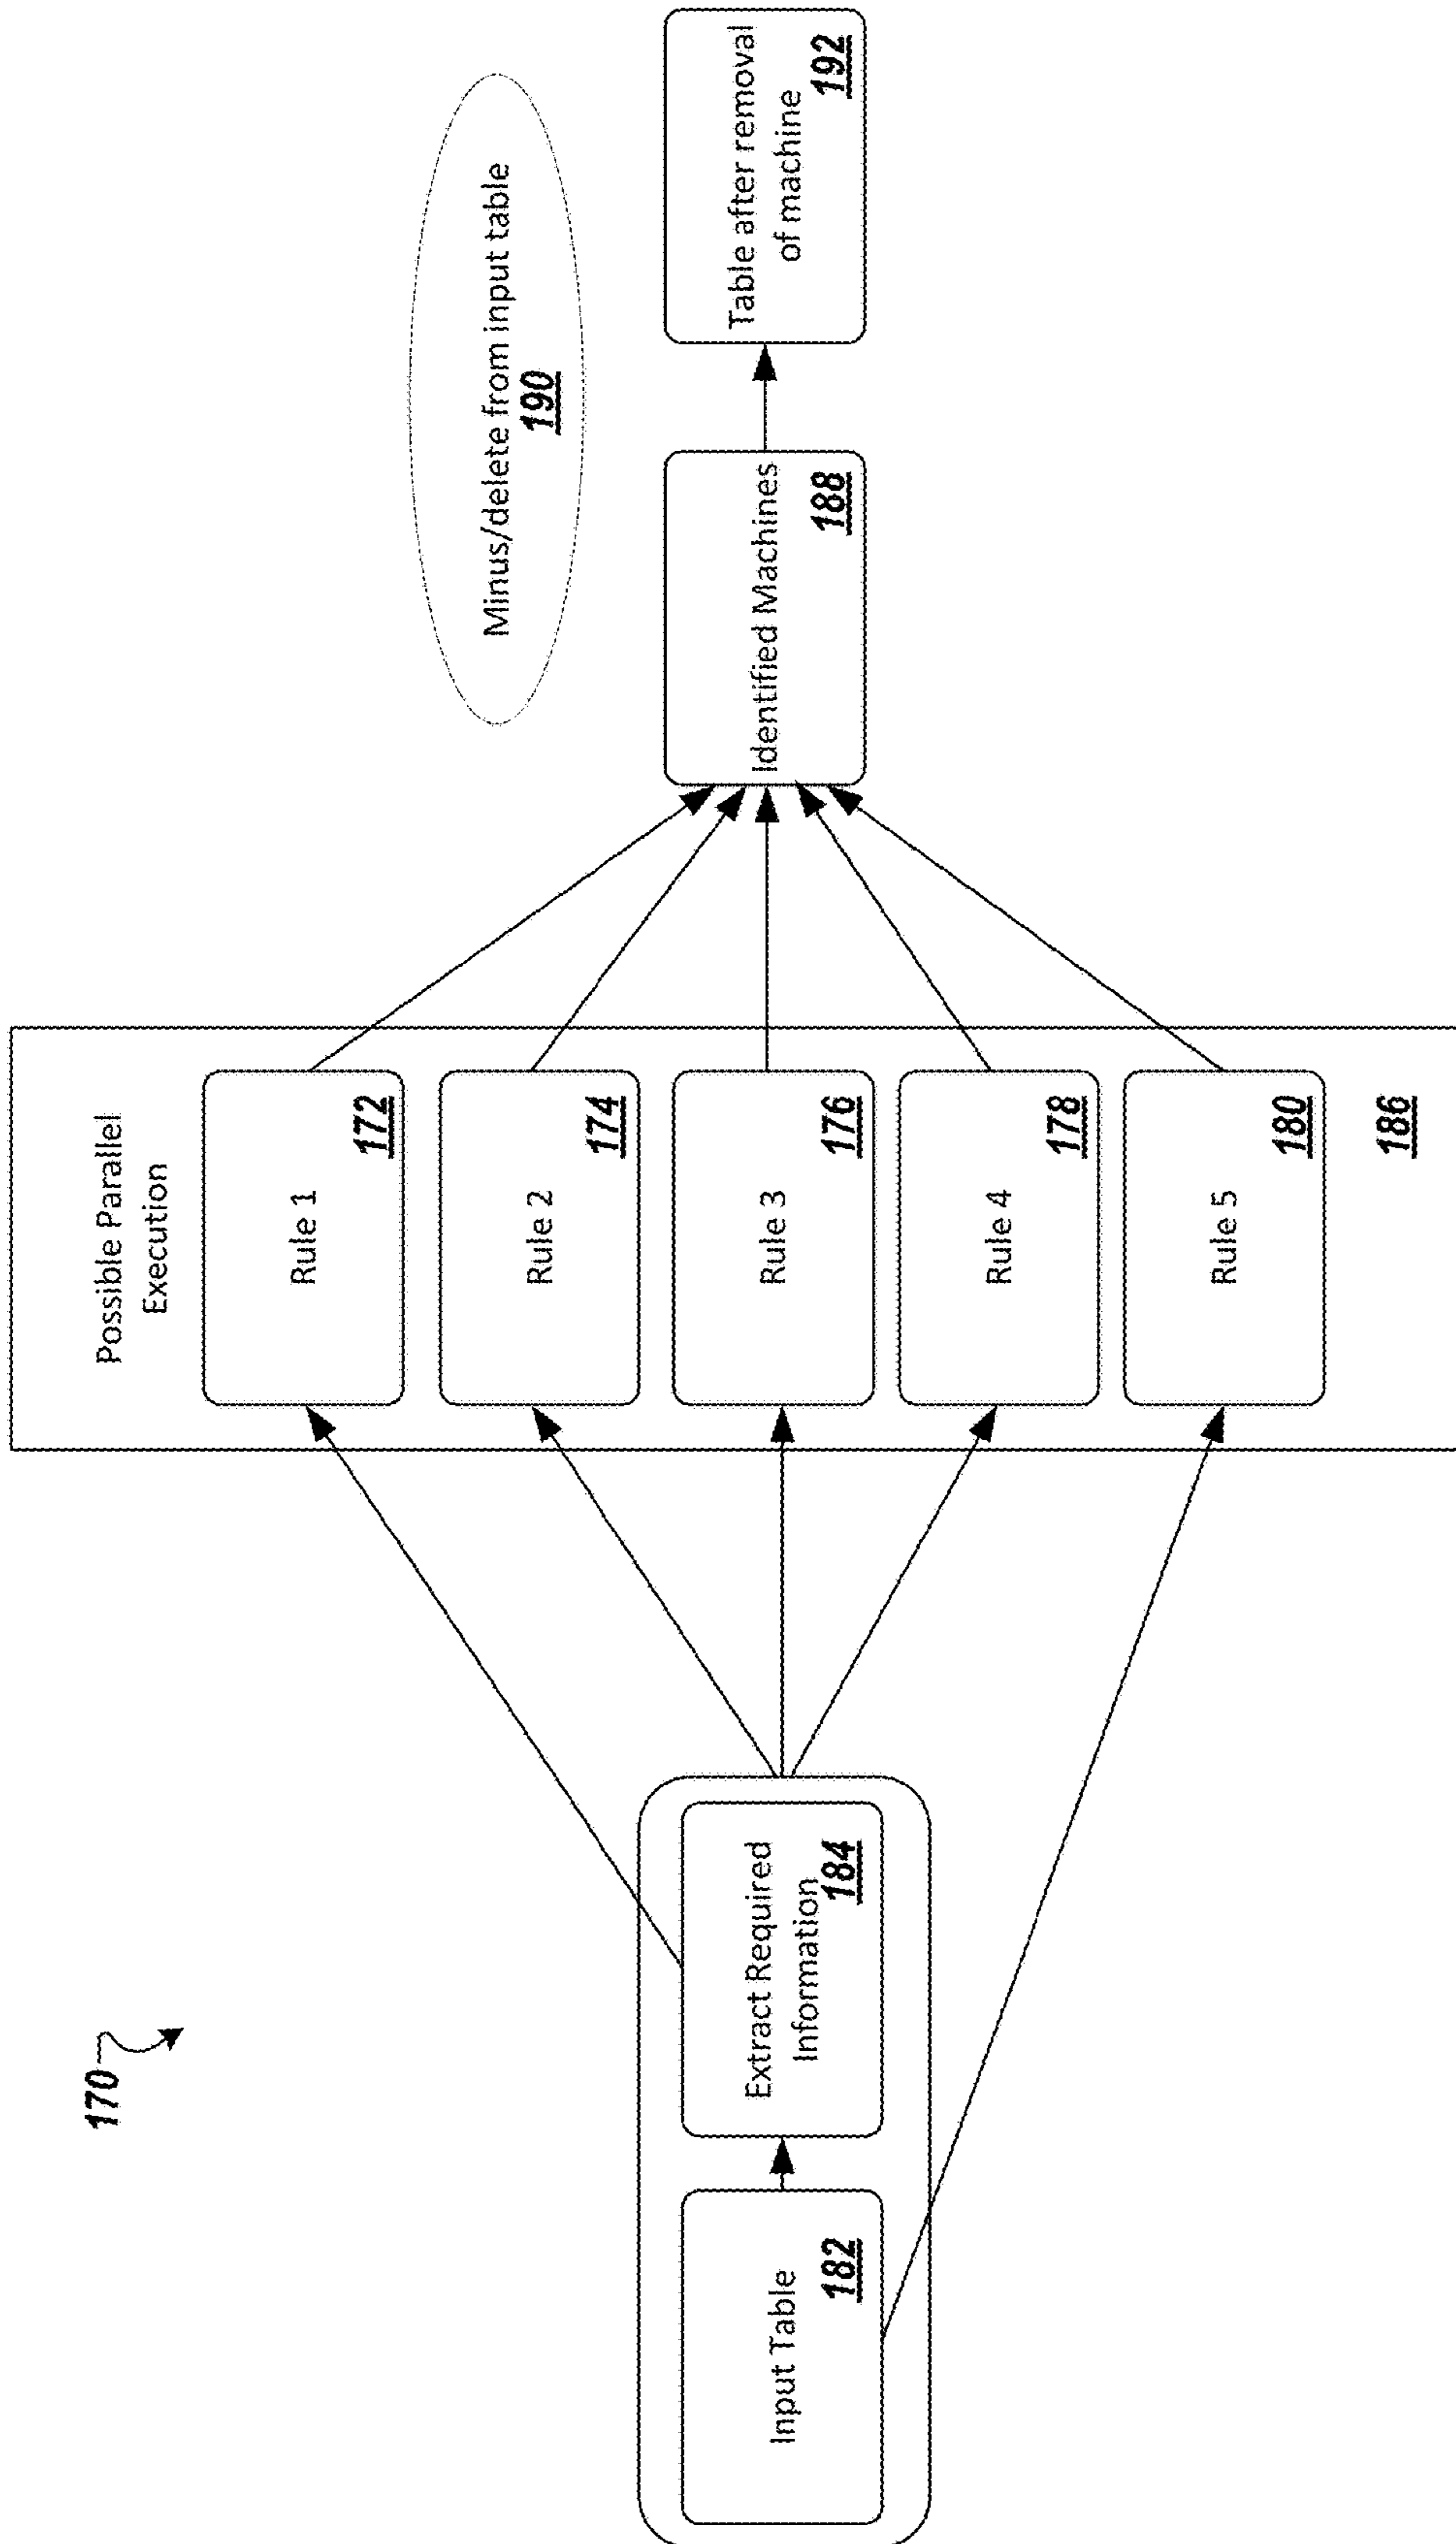 170
Input Table
182
Extract Required
Information
184
Possible Parallel
Execution
Rule 1
172
Rule 2
174
Rule 3
176
Rule 4
178
Rule 5
180
186
Identified Machines
188
Minus/delete from input table
190
Table after removal
of machine
192